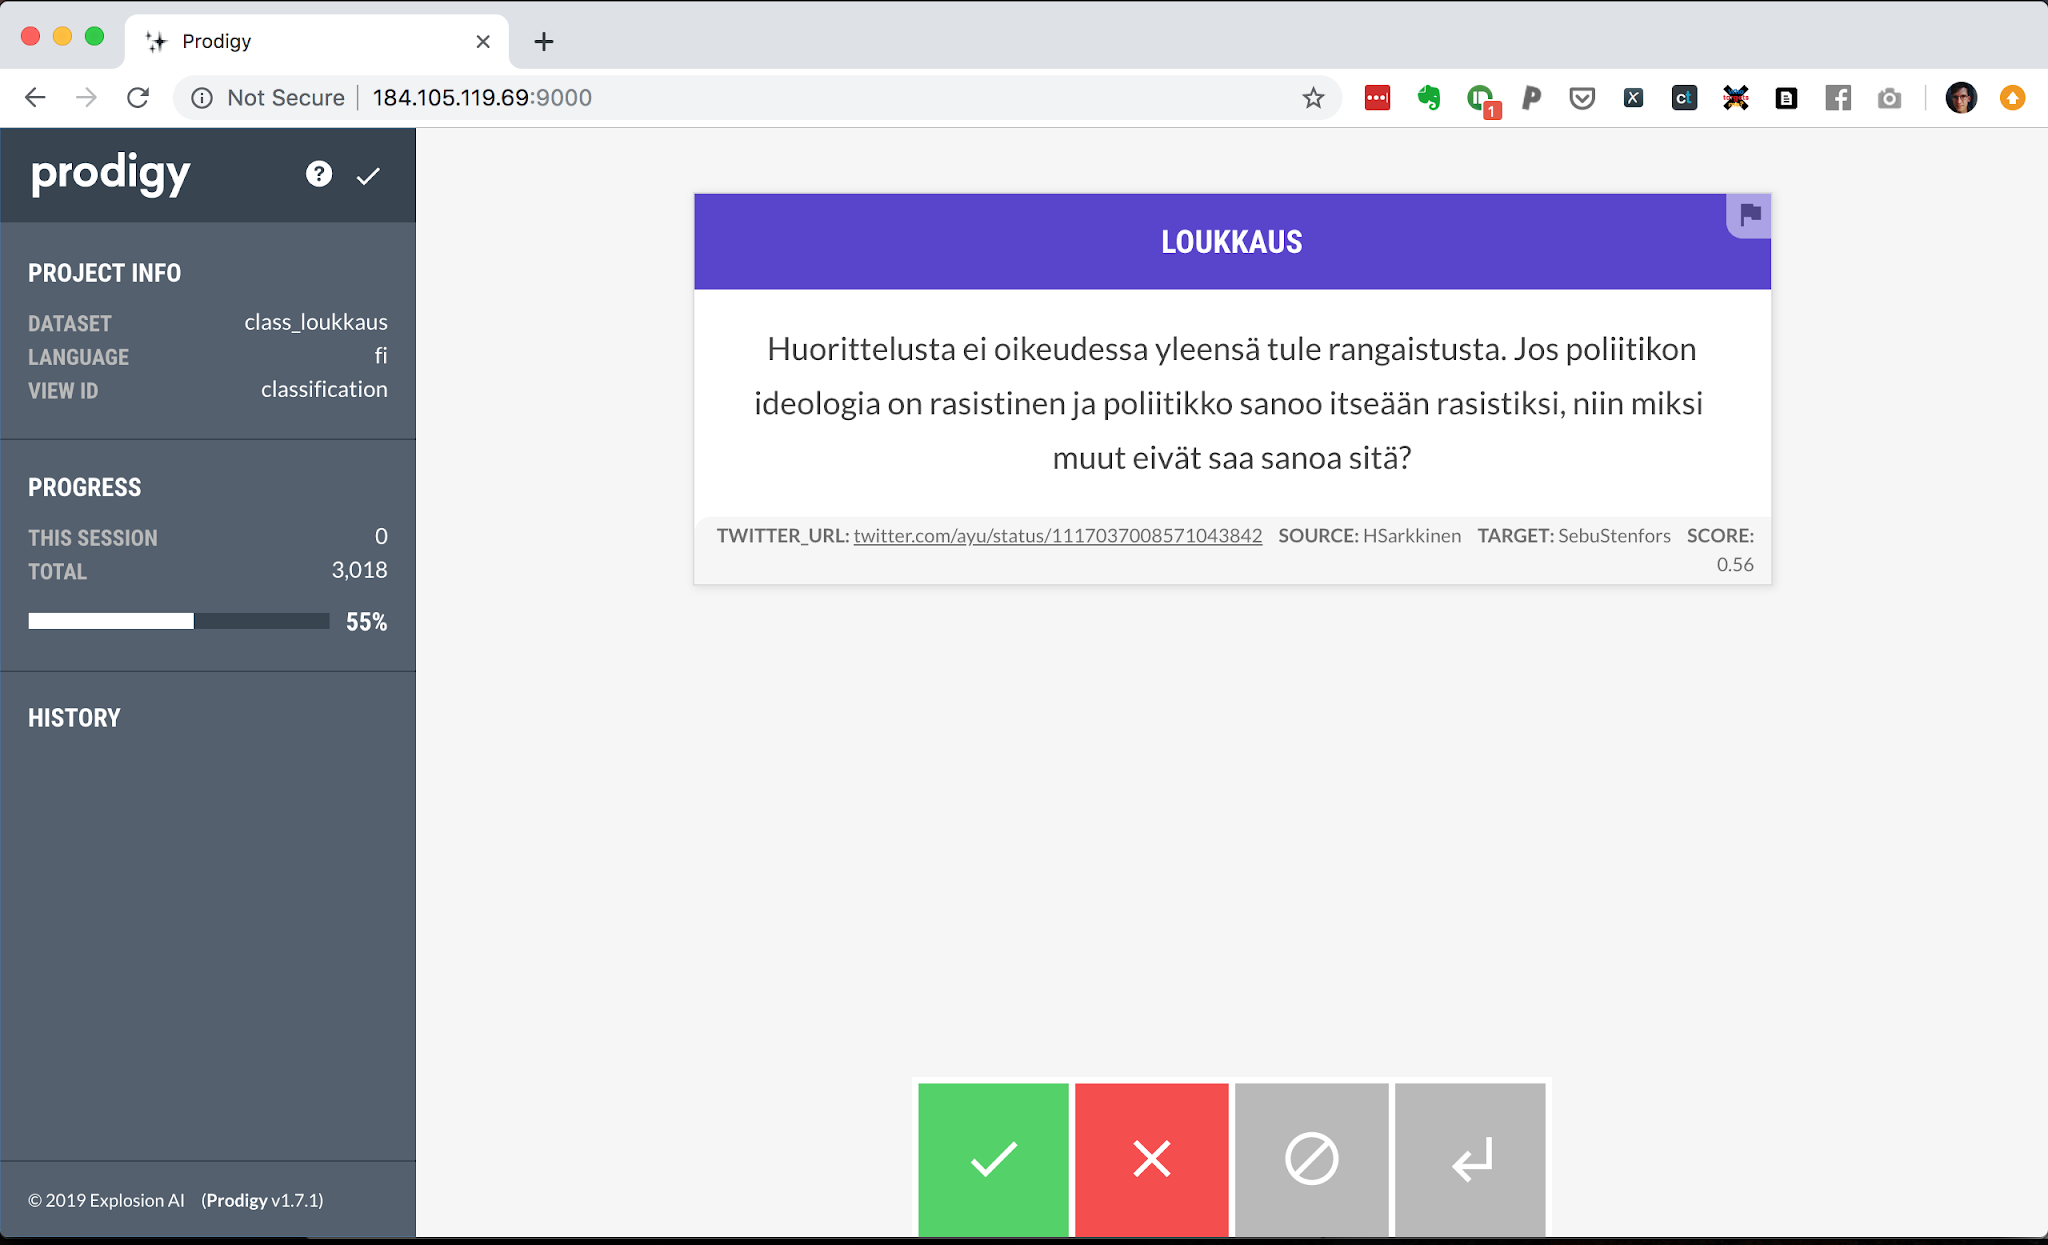 Prodigy
Not Secure | 184.105.119.69:9000
1
prodigy
PROJECT INFO
DATASET class_loukkaus
LANGUAGE fi
VIEW ID classification
PROGRESS
THIS SESSION 0
TOTAL 3,018
55%
HISTORY
© 2019 Explosion AI (Prodigy v1.7.1)
LOUKKAUS
Huorittelusta ei oikeudessa yleensä tule rangaistusta. Jos poliitikon
ideologia on rasistinen ja poliitikko sanoo itseään rasistiksi, niin miksi
muut eivät saa sanoa sitä?
TWITTER_URL: twitter.com/ayu/status/1117037008571043842 SOURCE: HSarkkinen TARGET: SebuStenfors SCORE:
0.56